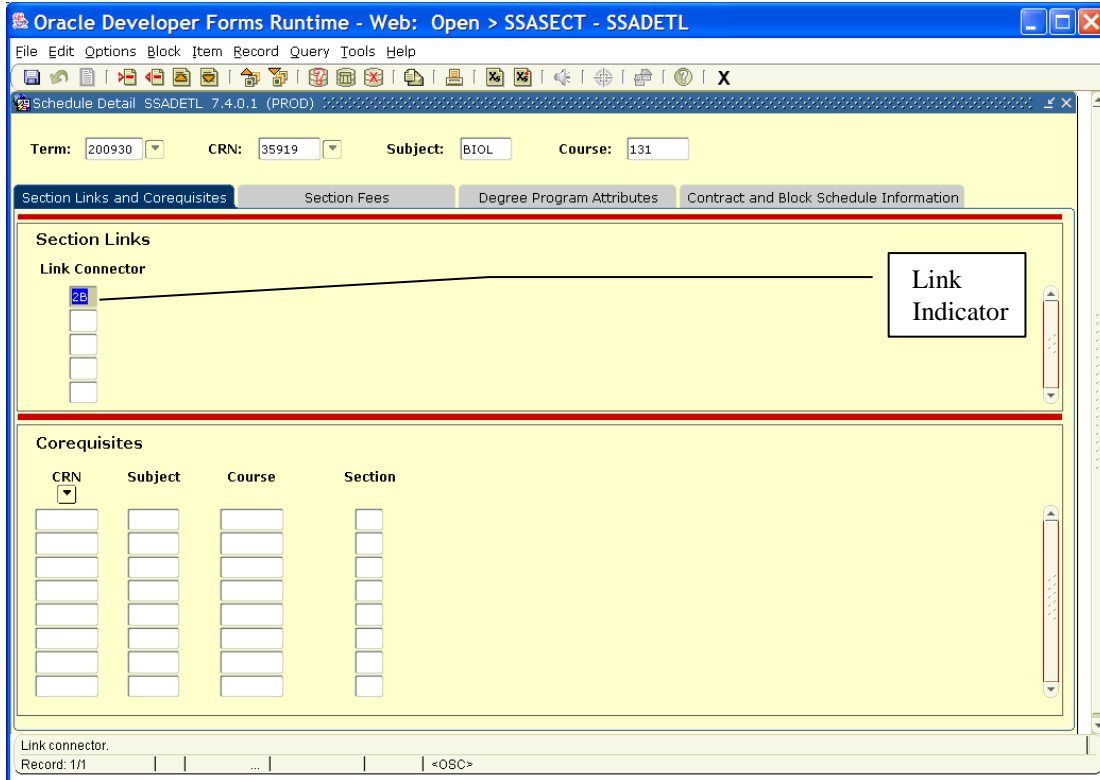 Oracle Developer Forms Runtime - Web: Open > SSASECT - SSADETL
File Edit Options Block Item Record Query Tools Help
Schedule Detail SSADETL 7.4.0.1 (PROD)
Term: 200930 CRN: 35919 Subject: BIOL Course: 131
Section Links and Corequisites Section Fees Degree Program Attributes Contract and Block Schedule Information
Section Links
Link Connector
2B
Link
Indicator
Corequisites
CRN Subject Course Section
Link connector.
Record: 1/1 ... <OSC>